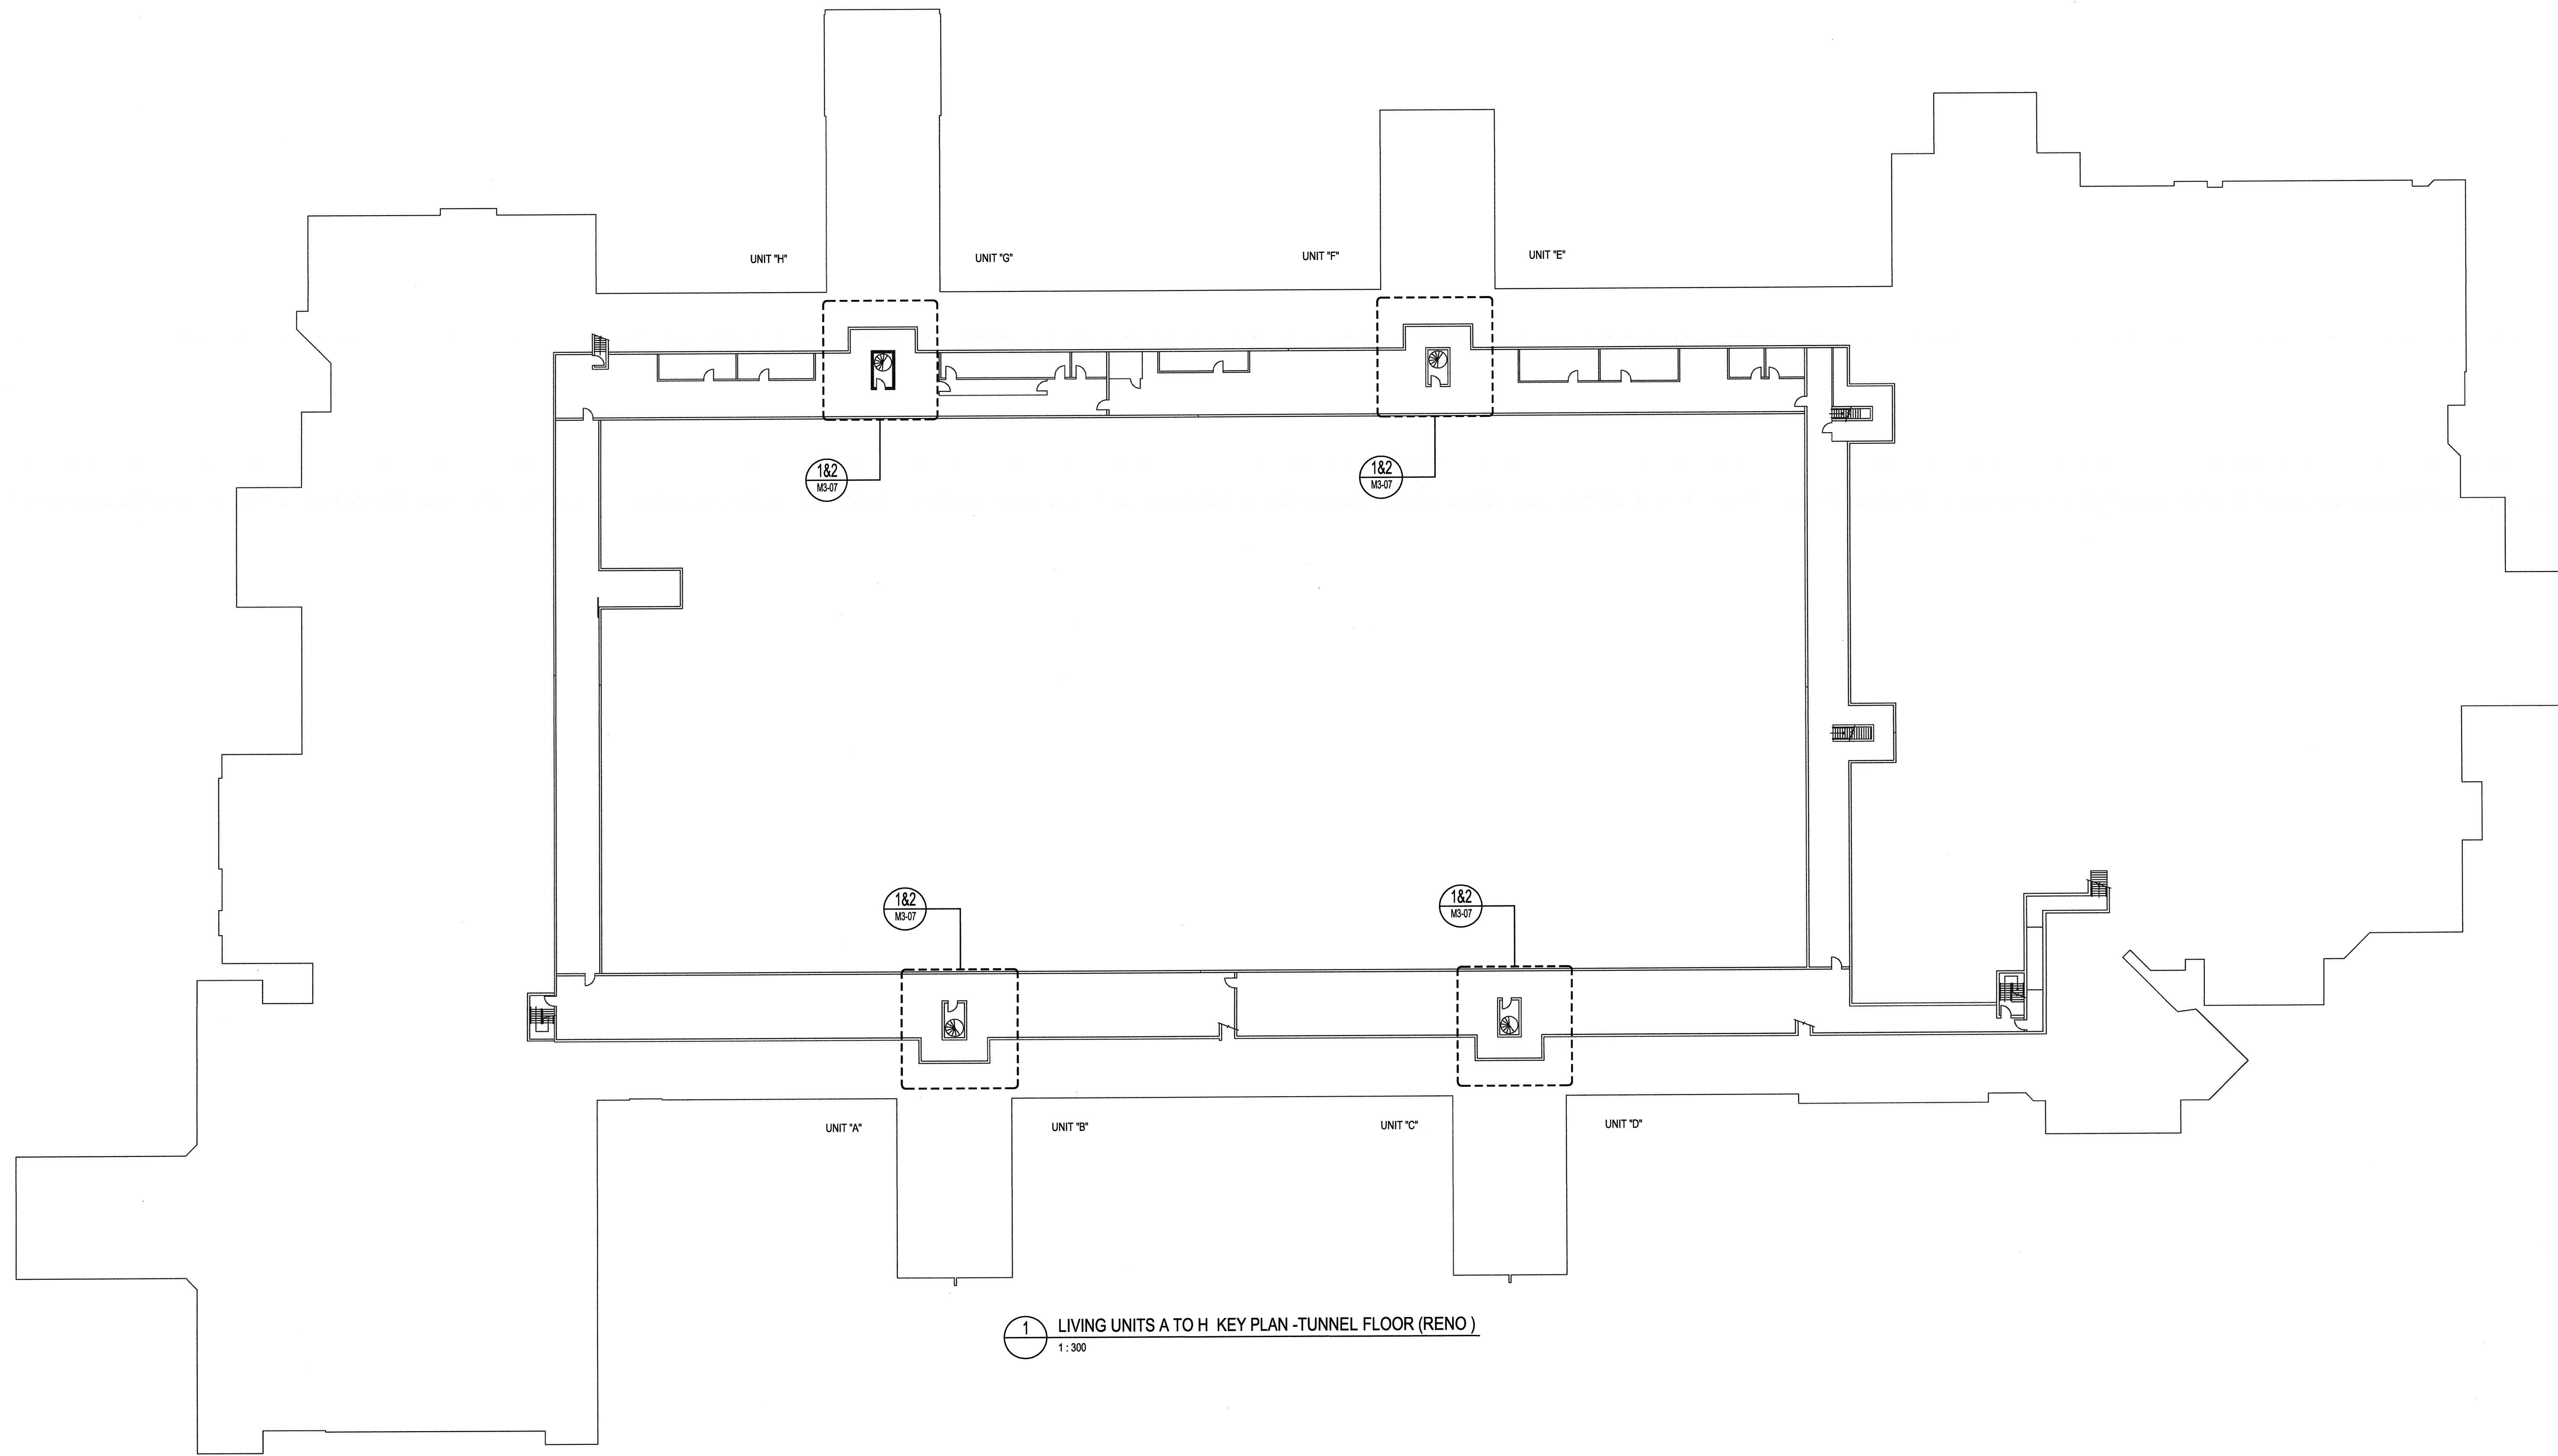 UNIT "H"
UNIT "G"
UNIT "F"
UNIT "E"
1&2
M3-07
1&2
M3-07
1&2
M3-07
1&2
M3-07
UNIT "A"
UNIT "B"
UNIT "C"
UNIT "D"
1
LIVING UNITS A TO H KEY PLAN -TUNNEL FLOOR (RENO )
1 : 300